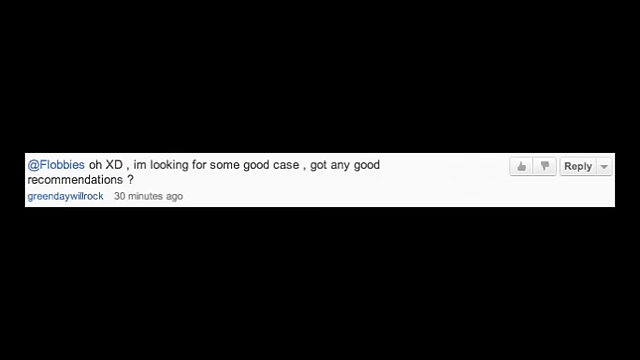 @Flobbies oh XD , im looking for some good case , got any good
recommendations ?
Reply
greendaywillrock 30 minutes ago